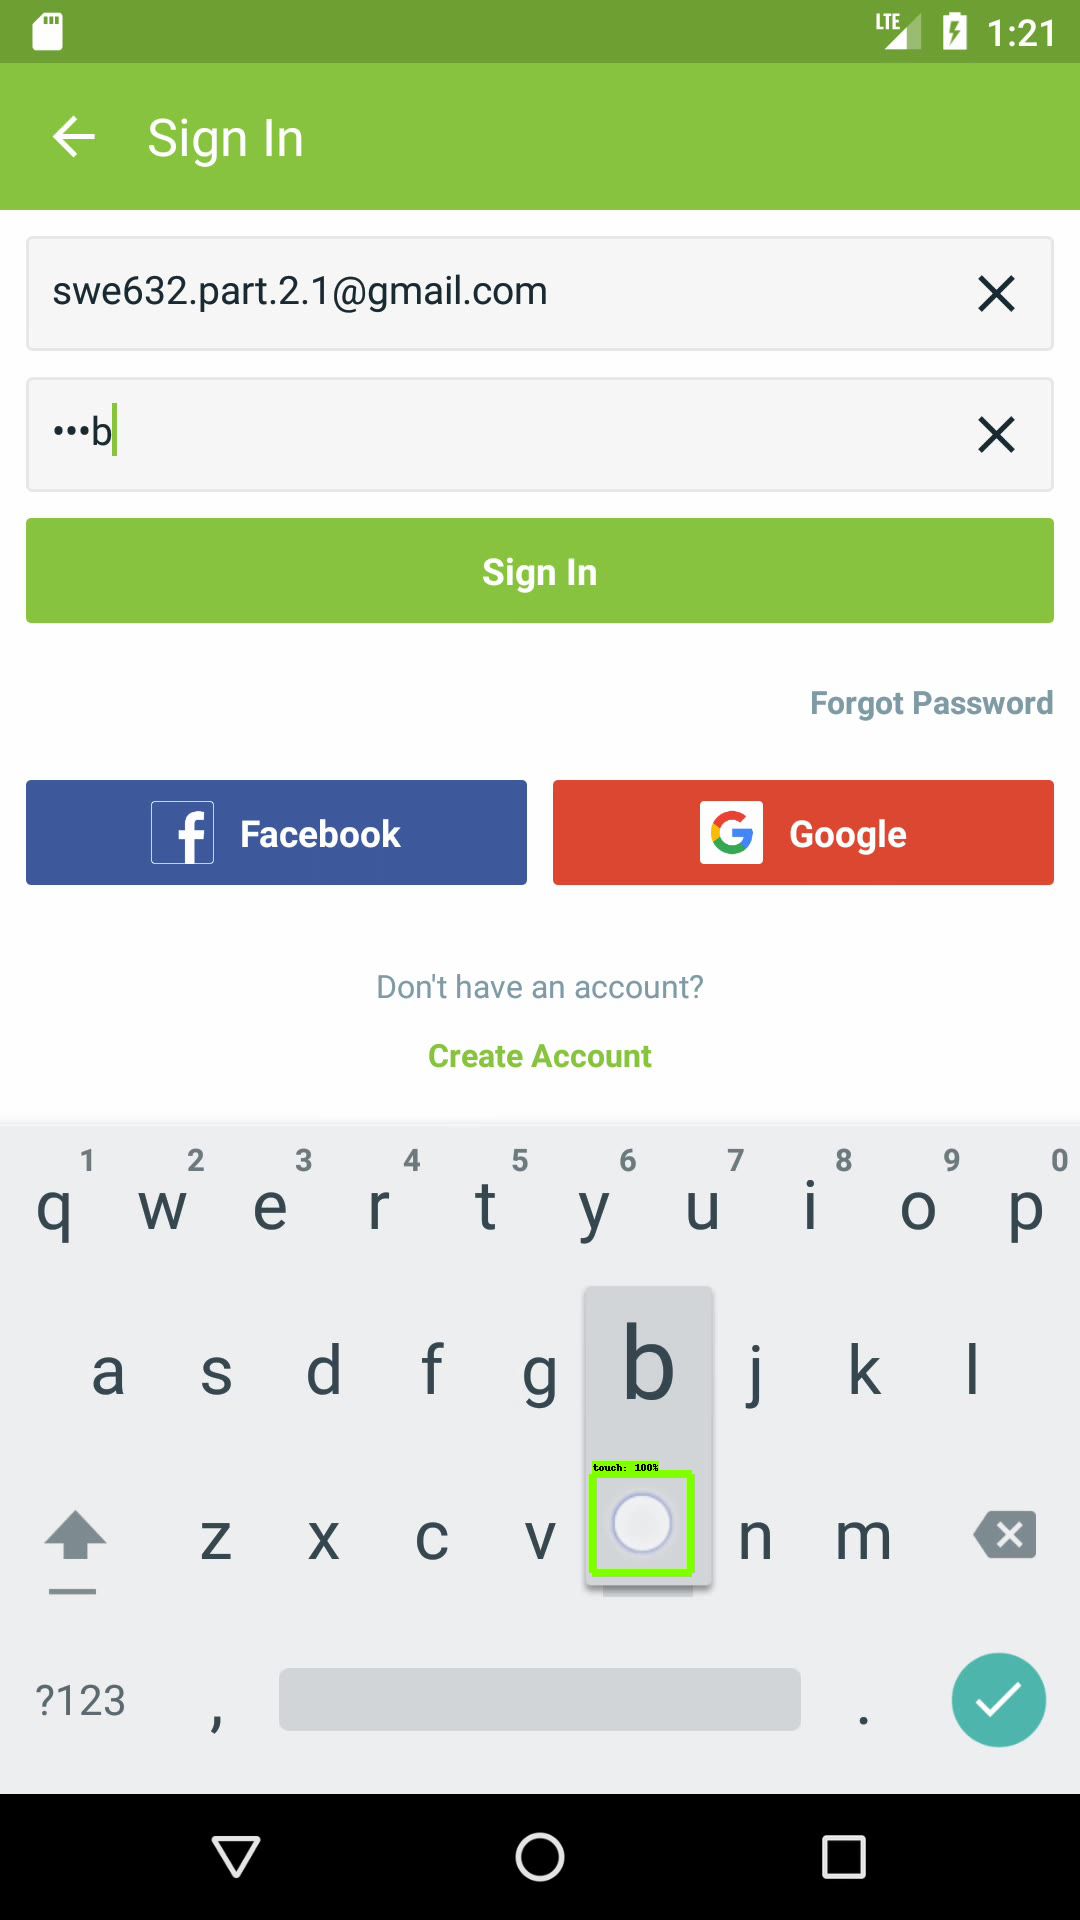 LTE 1:21
Sign In
swe632.part.2.1@gmail.com
•••b
Sign In
Forgot Password
Facebook
Google
Don't have an account?
Create Account
1 2 3 4 5 6 7 8 9 0
q w e r t y u i o p
a s d f g b j k l
touch: 100%
z x c v n m
?123 , .